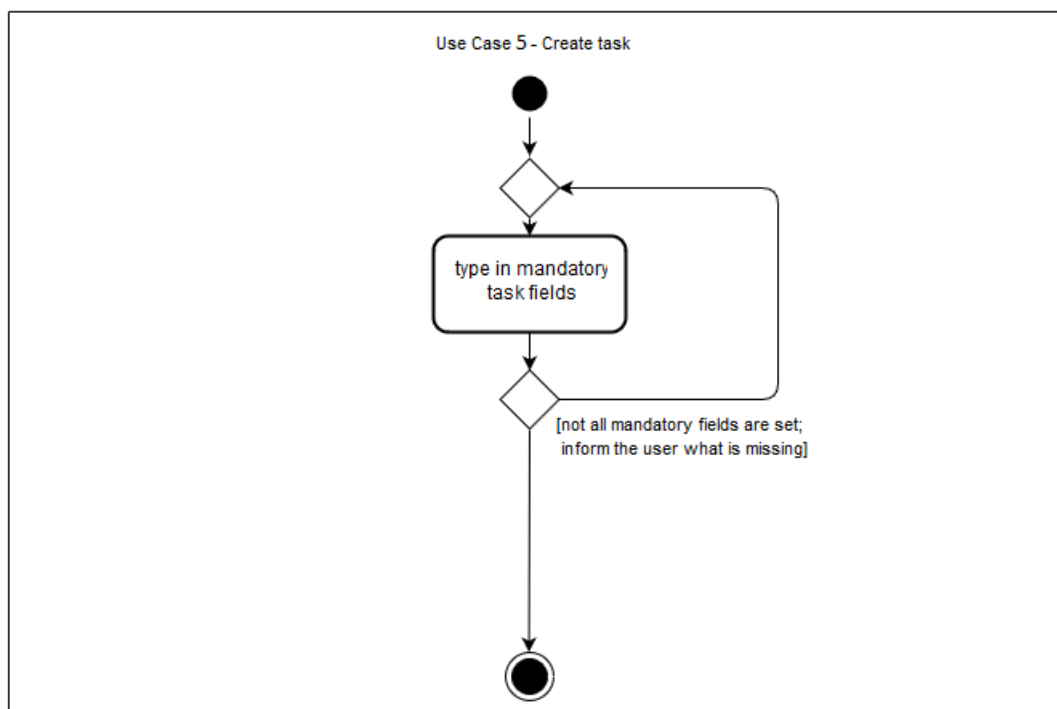 Use Case 5 - Create task
type in mandatory
task fields
[not all mandatory fields are set;
inform the user what is missing]